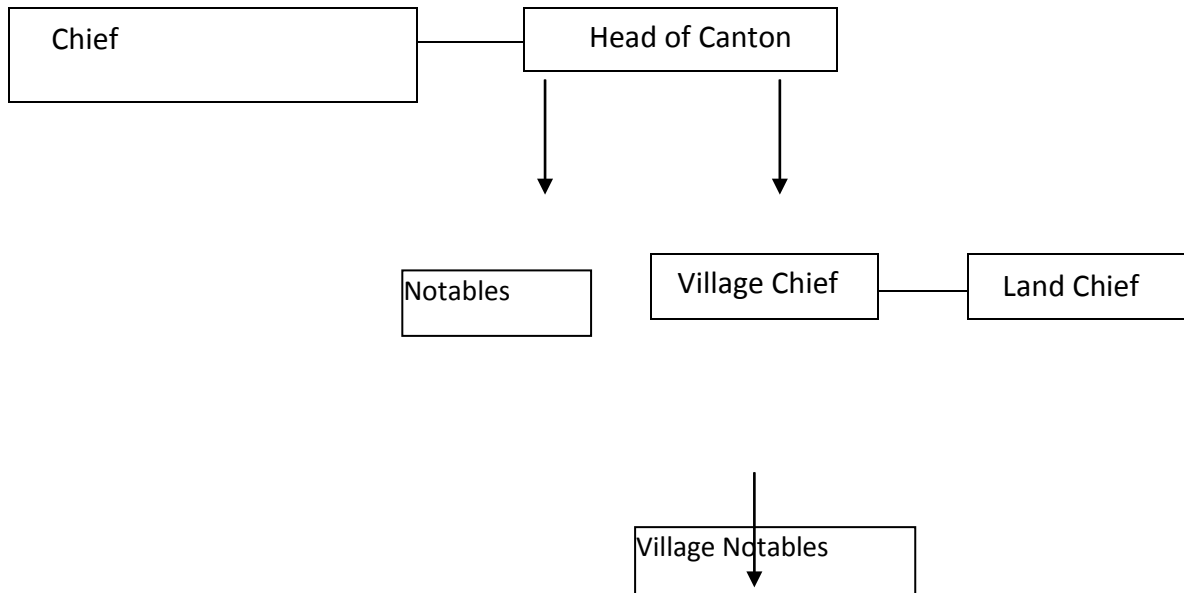 Chief
Head of Canton
Notables
Village Chief
Land Chief
Village Notables